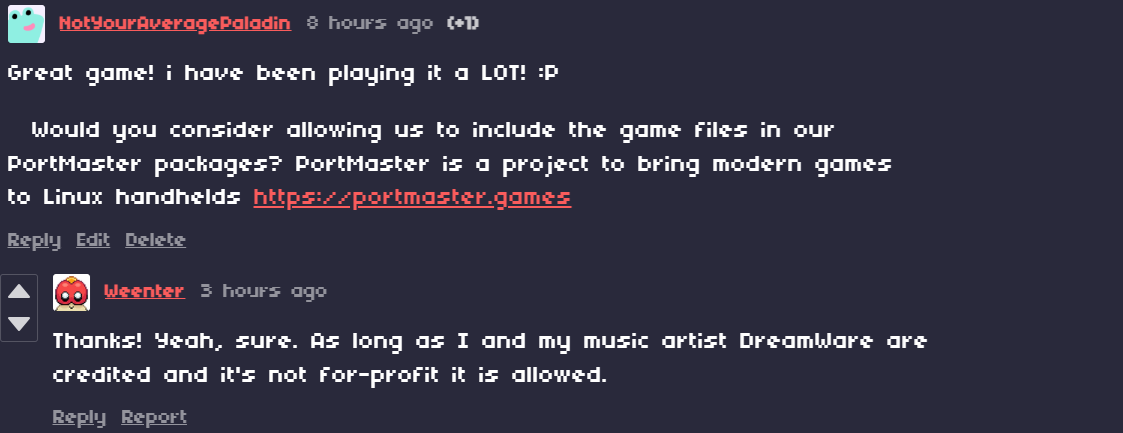 NotYourAveragePaladin 8 hours ago (+1)
Great game! i have been playing it a LOT! :P
Would you consider allowing us to include the game files in our
PortMaster packages? PortMaster is a project to bring modern games
to Linux handhelds https://portmaster.games
Reply Edit Delete
Weenter 3 hours ago
Thanks! Yeah, sure. As long as I and my music artist DreamWare are
credited and it's not for-profit it is allowed.
Reply Report